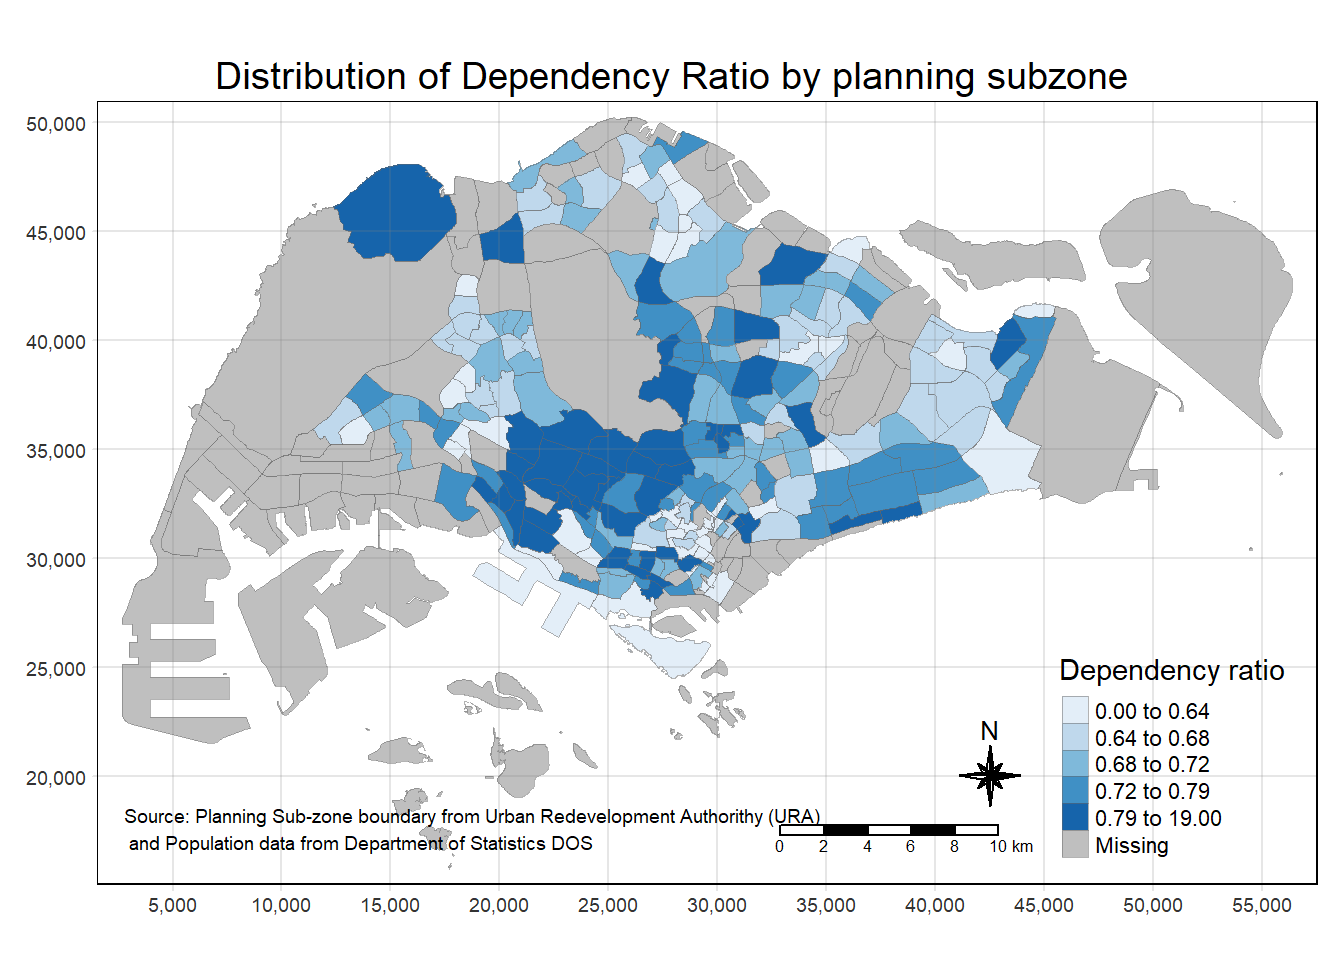 Distribution of Dependency Ratio by planning subzone
50,000
45,000
40,000
35,000
30,000
25,000
20,000
Dependency ratio
0.00 to 0.64
0.64 to 0.68
0.68 to 0.72
0.72 to 0.79
0.79 to 19.00
Missing
N
Source: Planning Sub-zone boundary from Urban Redevelopment Authorithy (URA)
and Population data from Department of Statistics DOS
0 2 4 6 8 10 km
5,000 10,000 15,000 20,000 25,000 30,000 35,000 40,000 45,000 50,000 55,000